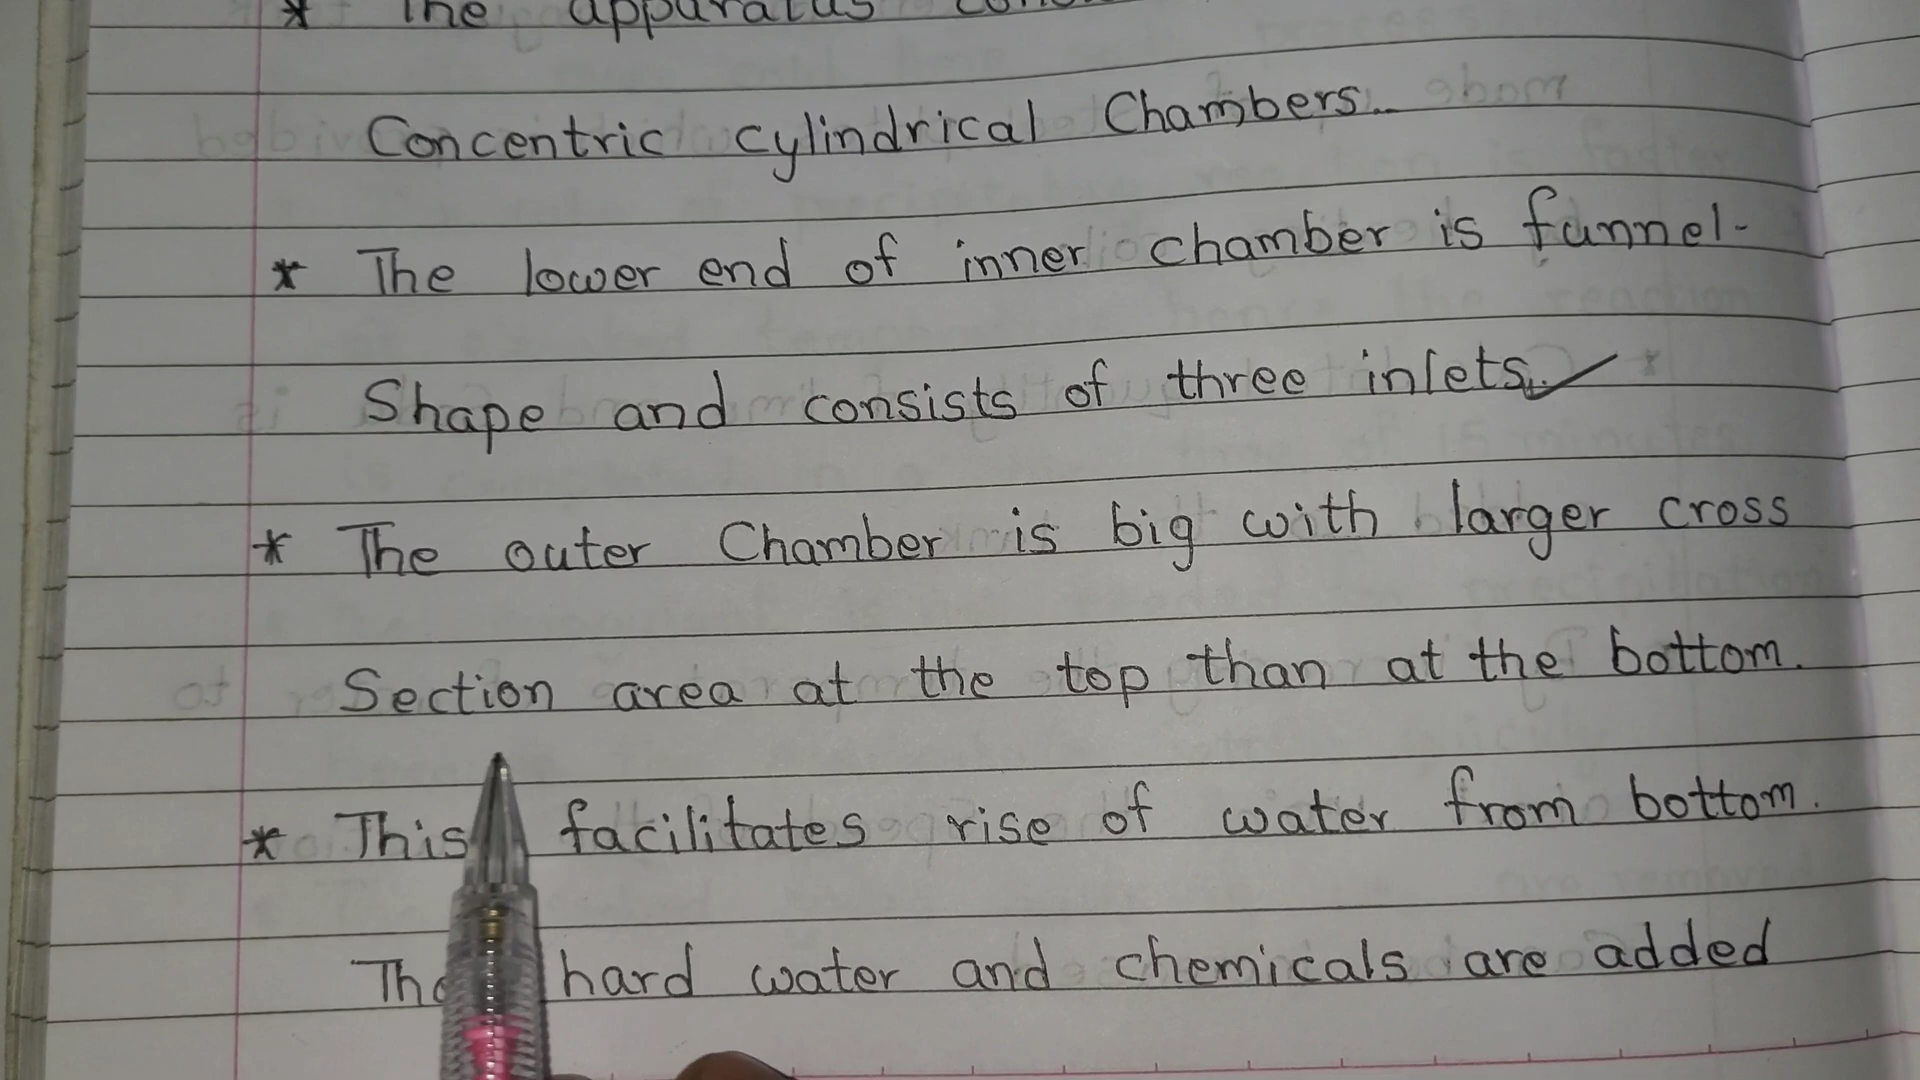 * The apparatus
Concentric cylindrical Chambers.
* The lower end of inner chamber is funnel-
Shape and consists of three inlets.
* The outer Chamber is big with larger cross
Section area at the top than at the bottom.
* This facilitates rise of water from bottom.
hard water and chemicals are added